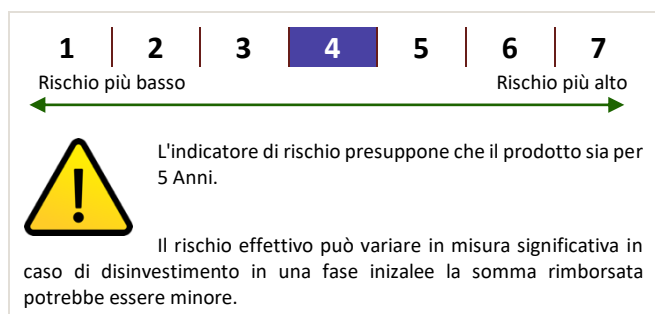 1 2 3 4 5 6 7
Rischio più basso Rischio più alto
!
L'indicatore di rischio presuppone che il prodotto sia per
5 Anni.
Il rischio effettivo può variare in misura significativa in
caso di disinvestimento in una fase inizalee la somma rimborsata
potrebbe essere minore.